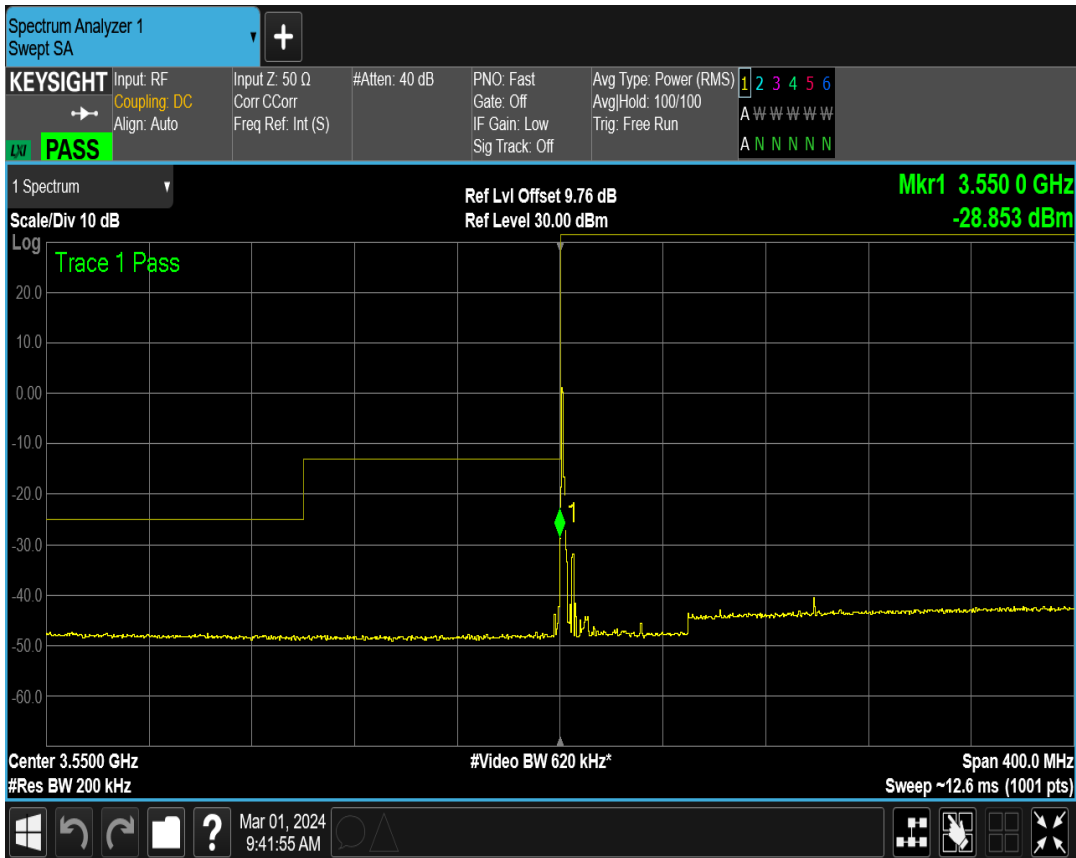 Spectrum Analyzer 1
Swept SA
KEYSIGHT
LXI PASS
Input: RF
Coupling: DC
Align: Auto
Input Z: 50 Ω
Corr CCorr
Freq Ref: Int (S)
#Atten: 40 dB
PNO: Fast
Gate: Off
IF Gain: Low
Sig Track: Off
Avg Type: Power (RMS)
Avg|Hold: 100/100
Trig: Free Run
1 2 3 4 5 6
A W W W W W
A N N N N N
1 Spectrum
Scale/Div 10 dB
Ref Lvl Offset 9.76 dB
Ref Level 30.00 dBm
Mkr1 3.550 0 GHz
-28.853 dBm
Log
Trace 1 Pass
20.0
10.0
0.00
-10.0
-20.0
1
-30.0
-40.0
-50.0
-60.0
Center 3.5500 GHz
#Video BW 620 kHz*
Span 400.0 MHz
#Res BW 200 kHz
Sweep ~12.6 ms (1001 pts)
?
Mar 01, 2024
9:41:55 AM